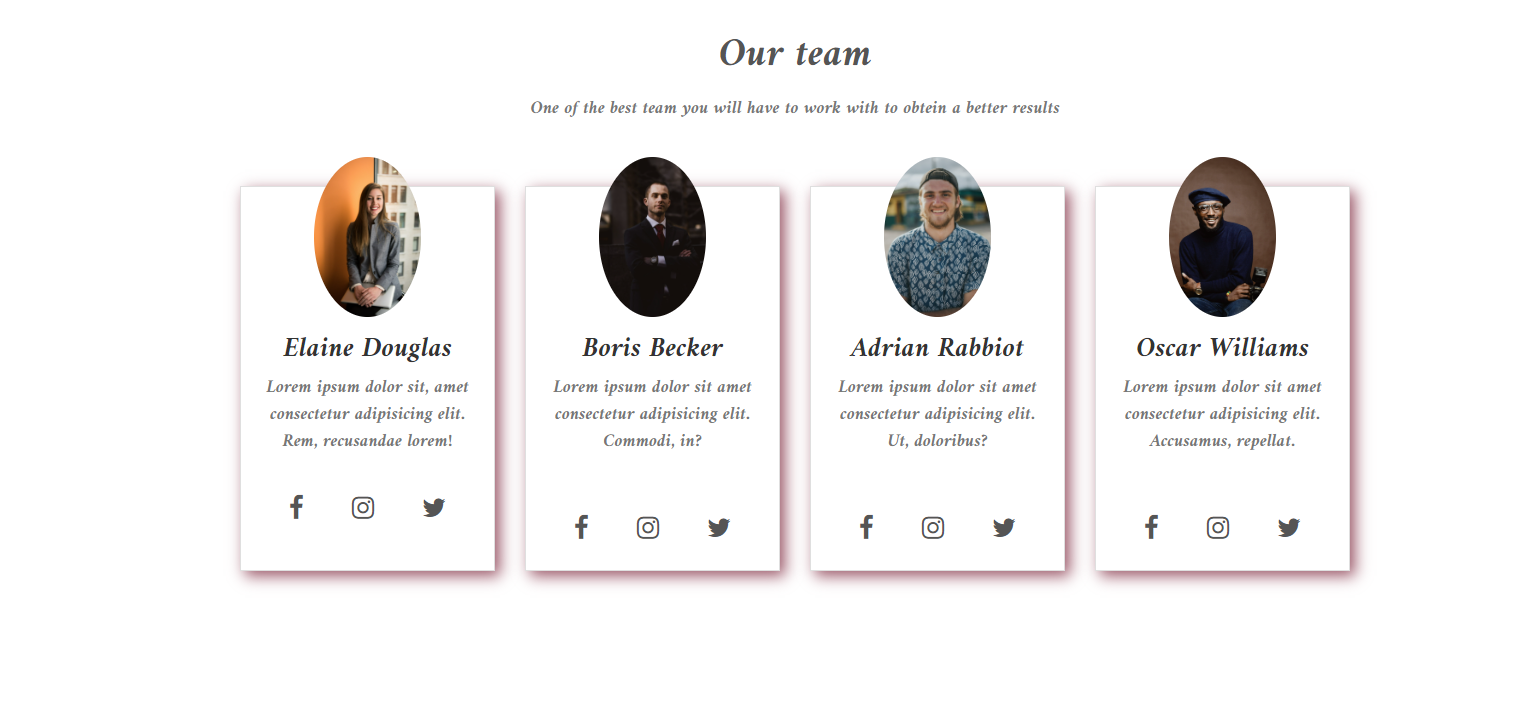 Our team
One of the best team you will have to work with to obtein a better results
Elaine Douglas
Lorem ipsum dolor sit, amet
consectetur adipisicing elit.
Rem, recusandae lorem!
Boris Becker
Lorem ipsum dolor sit amet
consectetur adipisicing elit.
Commodi, in?
Adrian Rabbiot
Lorem ipsum dolor sit amet
consectetur adipisicing elit.
Ut, doloribus?
Oscar Williams
Lorem ipsum dolor sit amet
consectetur adipisicing elit.
Accusamus, repellat.